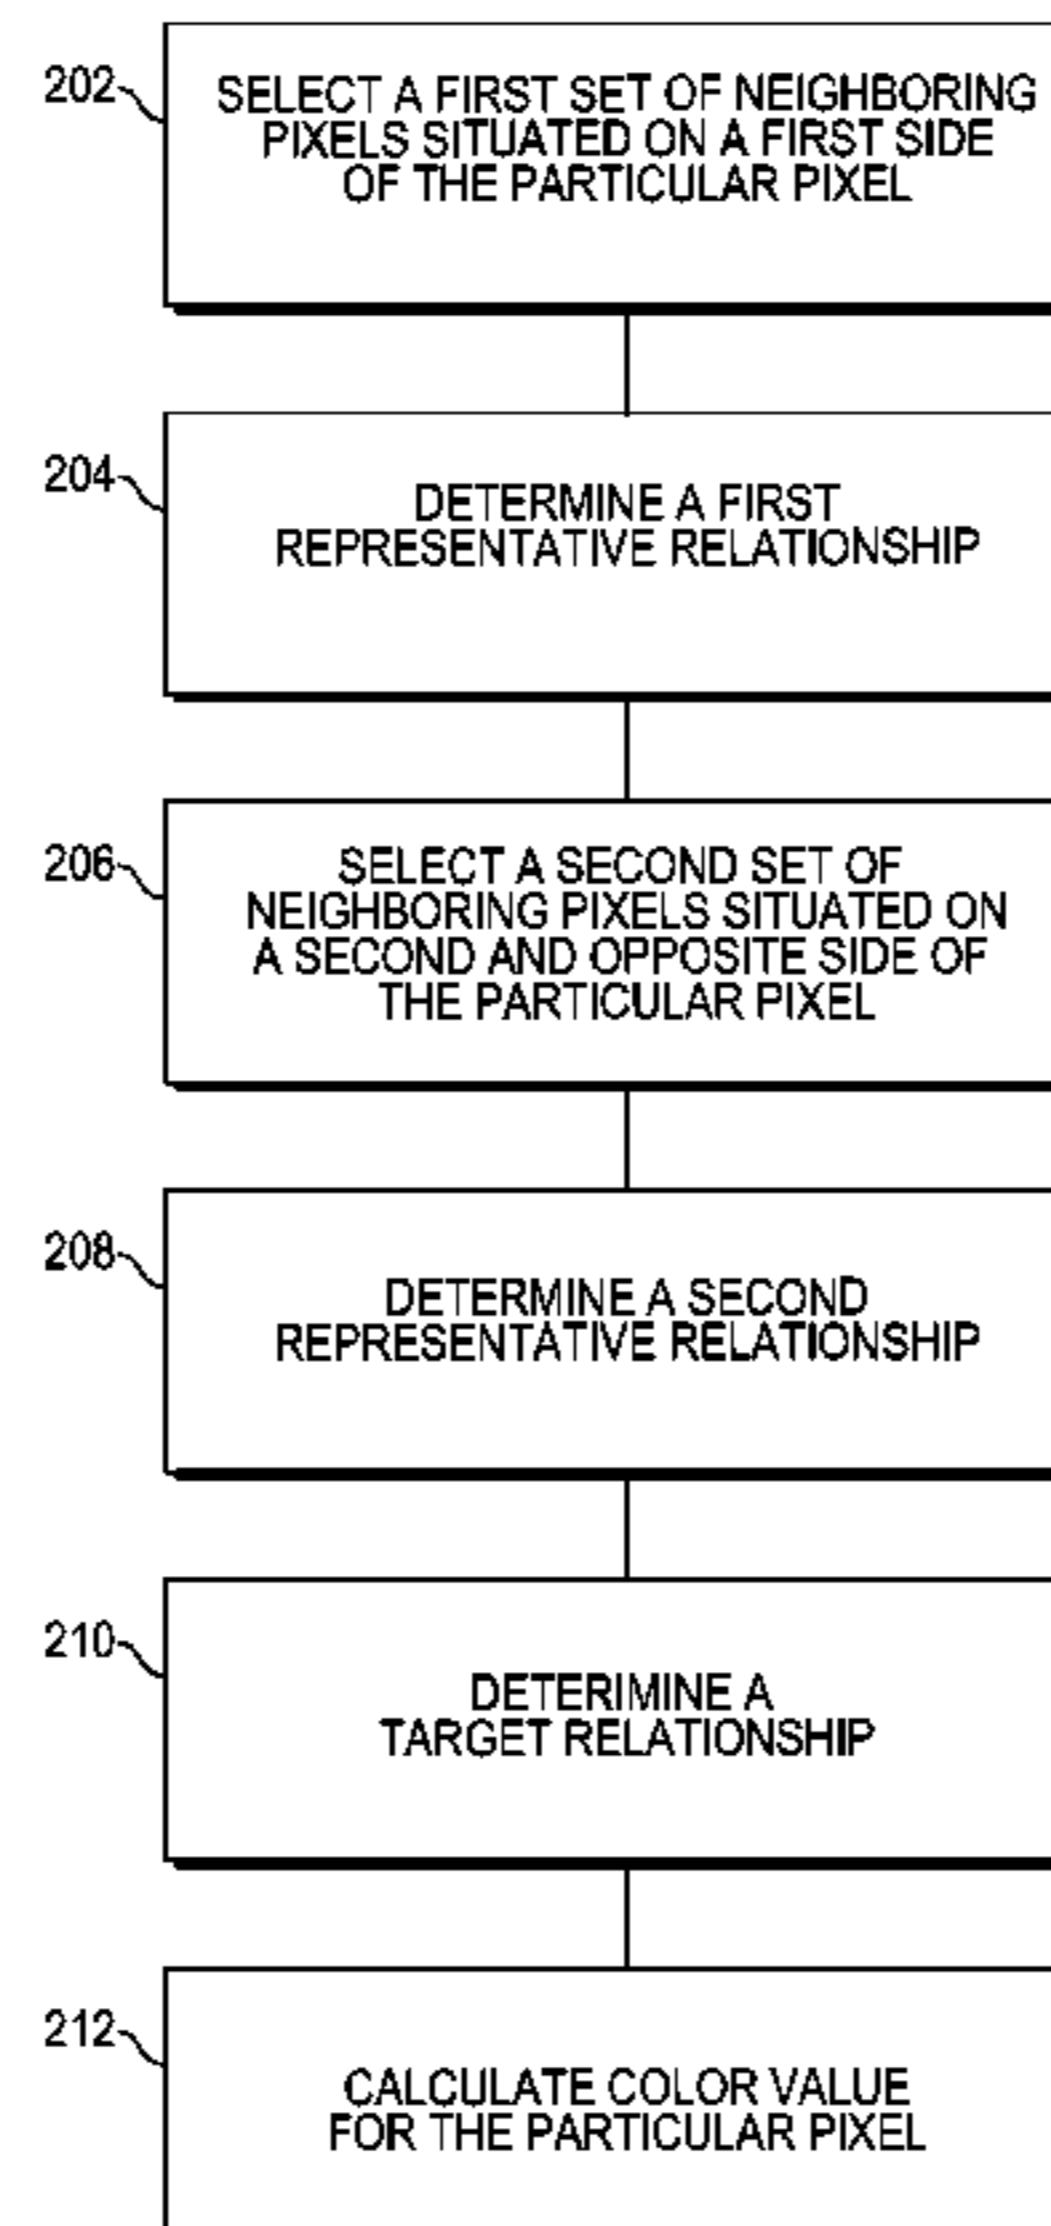 202
SELECT A FIRST SET OF NEIGHBORING
PIXELS SITUATED ON A FIRST SIDE
OF THE PARTICULAR PIXEL
204
DETERMINE A FIRST
REPRESENTATIVE RELATIONSHIP
206
SELECT A SECOND SET OF
NEIGHBORING PIXELS SITUATED ON
A SECOND AND OPPOSITE SIDE OF
THE PARTICULAR PIXEL
208
DETERMINE A SECOND
REPRESENTATIVE RELATIONSHIP
210
DETERIMINE A
TARGET RELATIONSHIP
212
CALCULATE COLOR VALUE
FOR THE PARTICULAR PIXEL